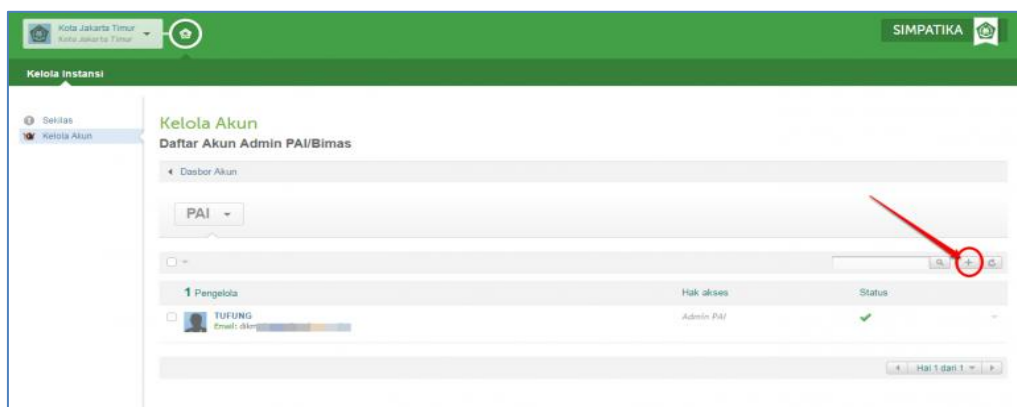 Kota Jakarta Timur
Kota Jakarta Timur
SIMPATIKA
Kelola Instansi
Sekilas
Kelola Akun
Kelola Akun
Daftar Akun Admin PAI/Bimas
Dasbor Akun
PAI
1 Pengelola
Hak akses
Status
TUFUNG
Email:
Admin PAI
Hal 1 dari 1